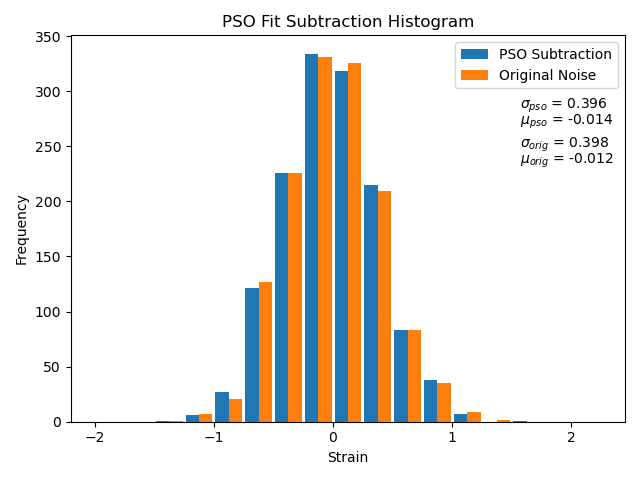 PSO Fit Subtraction Histogram
PSO Subtraction
Original Noise
σpso = 0.396
μpso = -0.014
σorig = 0.398
μorig = -0.012
Frequency
350
300
250
200
150
100
50
0
−2 −1 0 1 2
Strain